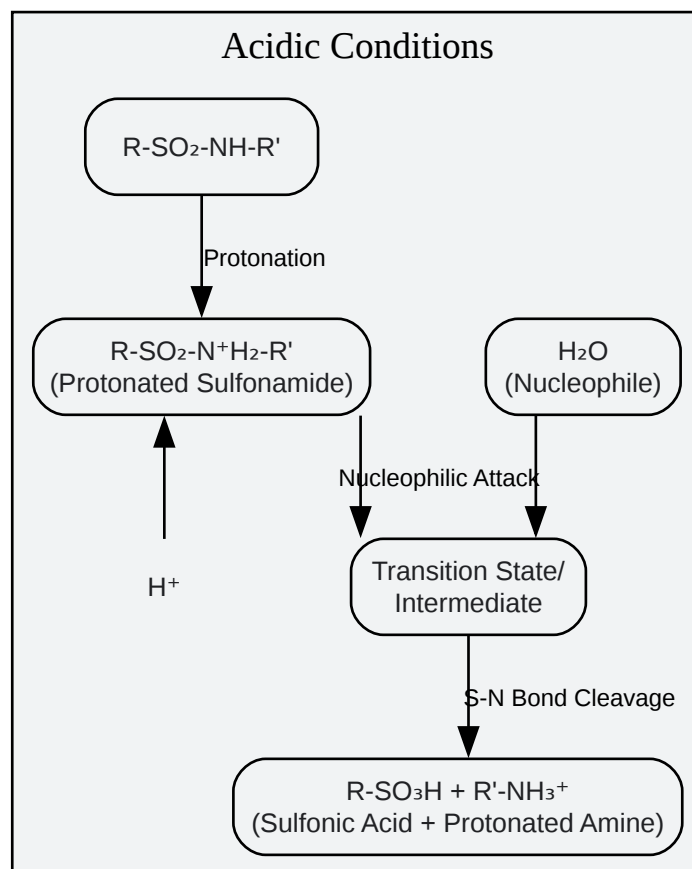 Acidic Conditions
R-SO₂-NH-R'
Protonation
R-SO₂-N⁺H₂-R'
(Protonated Sulfonamide)
H₂O
(Nucleophile)
Nucleophilic Attack
H⁺
Transition State/
Intermediate
S-N Bond Cleavage
R-SO₃H + R'-NH₃⁺
(Sulfonic Acid + Protonated Amine)